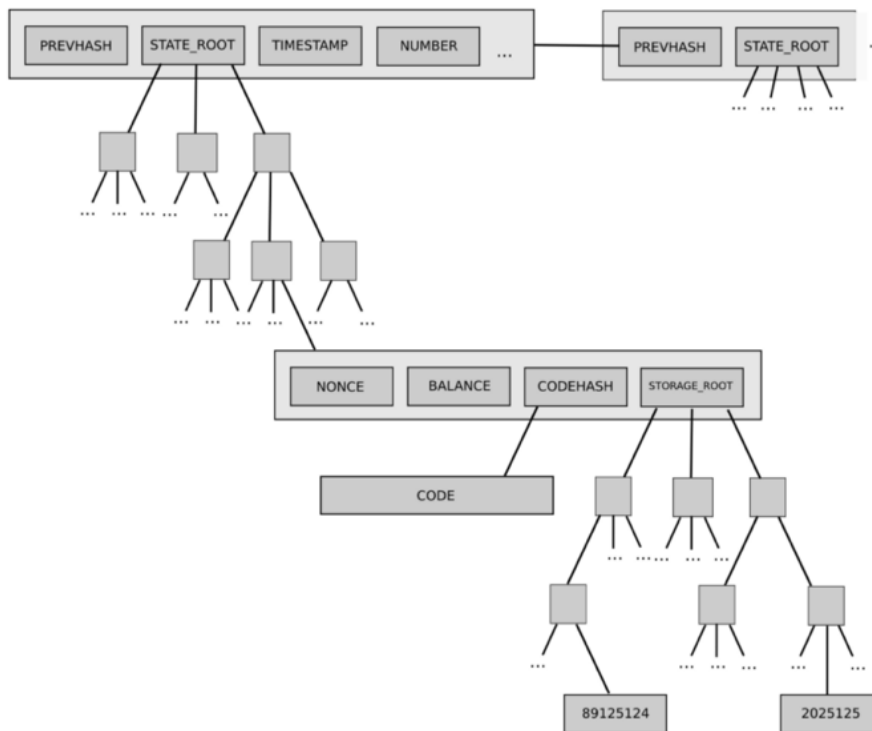 PREVHASH STATE_ROOT TIMESTAMP NUMBER ... PREVHASH STATE_ROOT
... ... ... ...
... ... ... ... ...
... ... ... ... ... ...
NONCE BALANCE CODEHASH STORAGE_ROOT
CODE
... ... ... ... ...
... ... ... ... ... ...
89125124 2025125